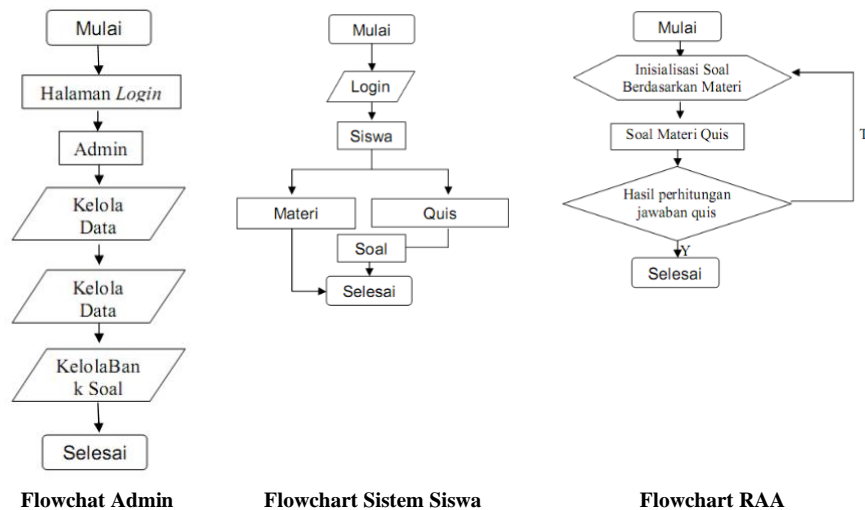 Mulai
Halaman Login
Admin
Kelola
Data
Kelola
Data
KelolaBan
k Soal
Selesai
Flowchat Admin
Mulai
Login
Siswa
Materi
Quis
Soal
Selesai
Flowchart Sistem Siswa
Mulai
Inisialisasi Soal
Berdasarkan Materi
Soal Materi Quis
Hasil perhitungan
jawaban quis
T
Y
Selesai
Flowchart RAA